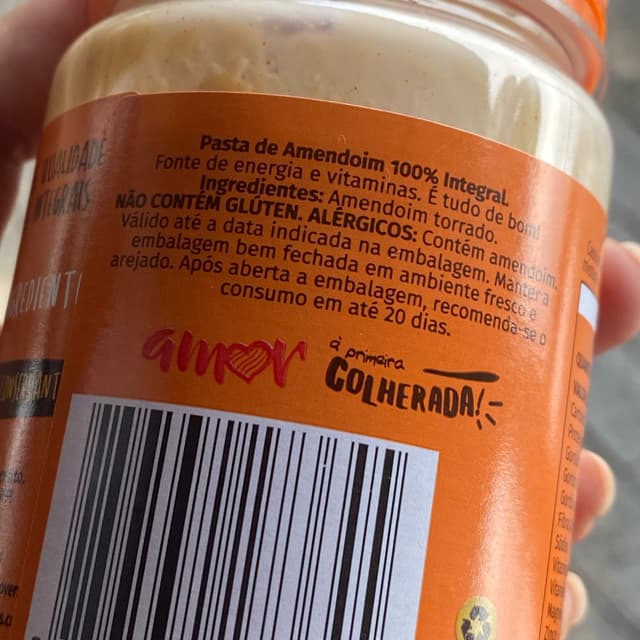 QUALIDADE
INTEGRAIS
Pasta de Amendoim 100% Integral.
Fonte de energia e vitaminas. É tudo de bom!
Ingredientes: Amendoim torrado.
NÃO CONTÉM GLÚTEN. ALÉRGICOS: Contém amendoim.
Válido até a data indicada na embalagem. Manter a
embalagem bem fechada em ambiente fresco e
arejado. Após aberta a embalagem, recomenda-se o
consumo em até 20 dias.
amor à primeira
COLHERADA!